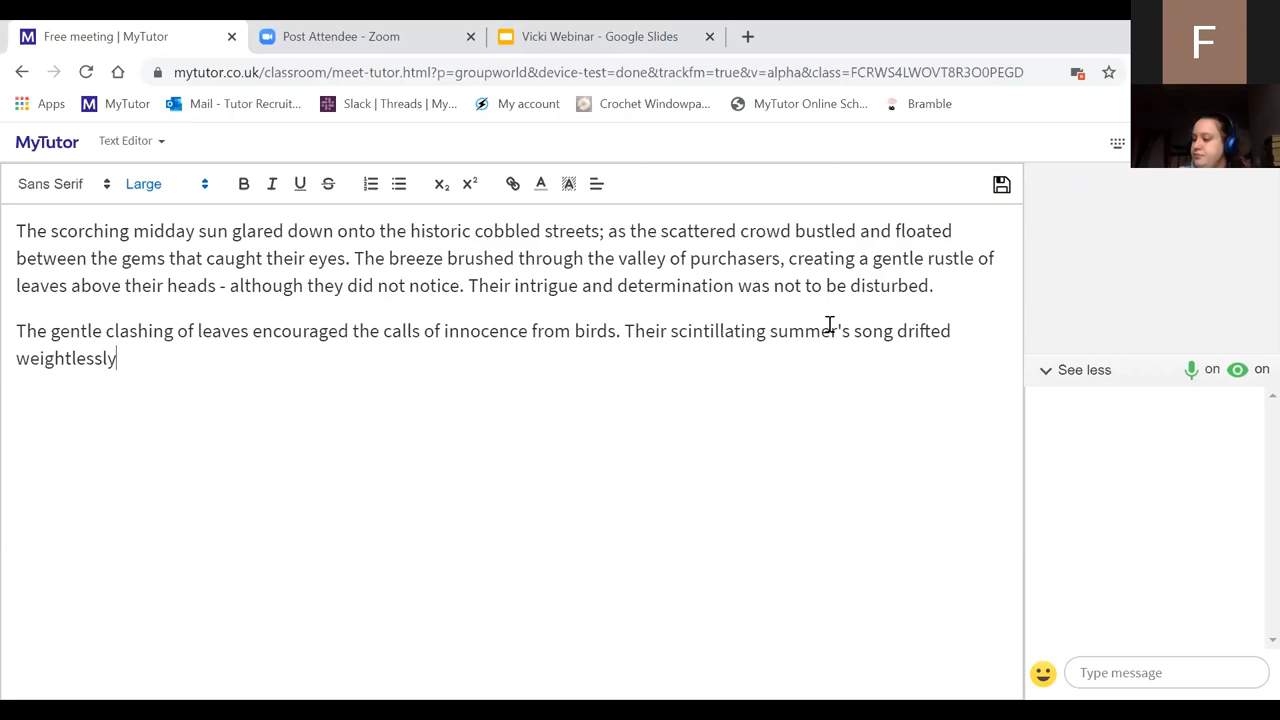 Free meeting | MyTutor
Post Attendee - Zoom
Vicki Webinar - Google Slides
F
mytutor.co.uk/classroom/meet-tutor.html?p=groupworld&device-test=done&trackfm=true&v=alpha&class=FCRWS4LWOVT8R3O0PEGD
Apps
MyTutor
Mail - Tutor Recruit...
Slack | Threads | My...
My account
Crochet Windowpa...
MyTutor Online Sch...
Bramble
MyTutor
Text Editor
Sans Serif
Large
B I U S X₂ X² A A
The scorching midday sun glared down onto the historic cobbled streets; as the scattered crowd bustled and floated
between the gems that caught their eyes. The breeze brushed through the valley of purchasers, creating a gentle rustle of
leaves above their heads - although they did not notice. Their intrigue and determination was not to be disturbed.
The gentle clashing of leaves encouraged the calls of innocence from birds. Their scintillating summer's song drifted
weightlessly
See less
on
on
Type message